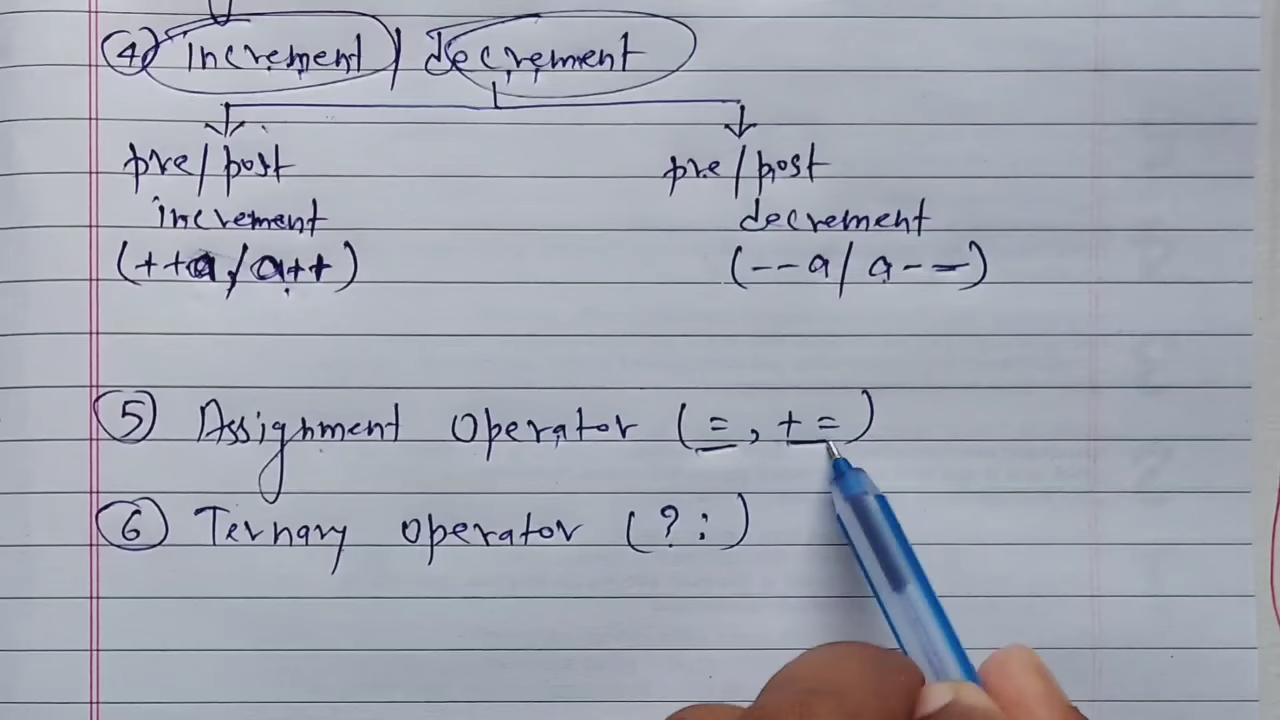 ④ increment / decrement
pre/post
increment
(++a/a++)
pre/post
decrement
(--a/a--)
⑤ Assignment Operator (=, +=)
⑥ Ternary operator (?:)